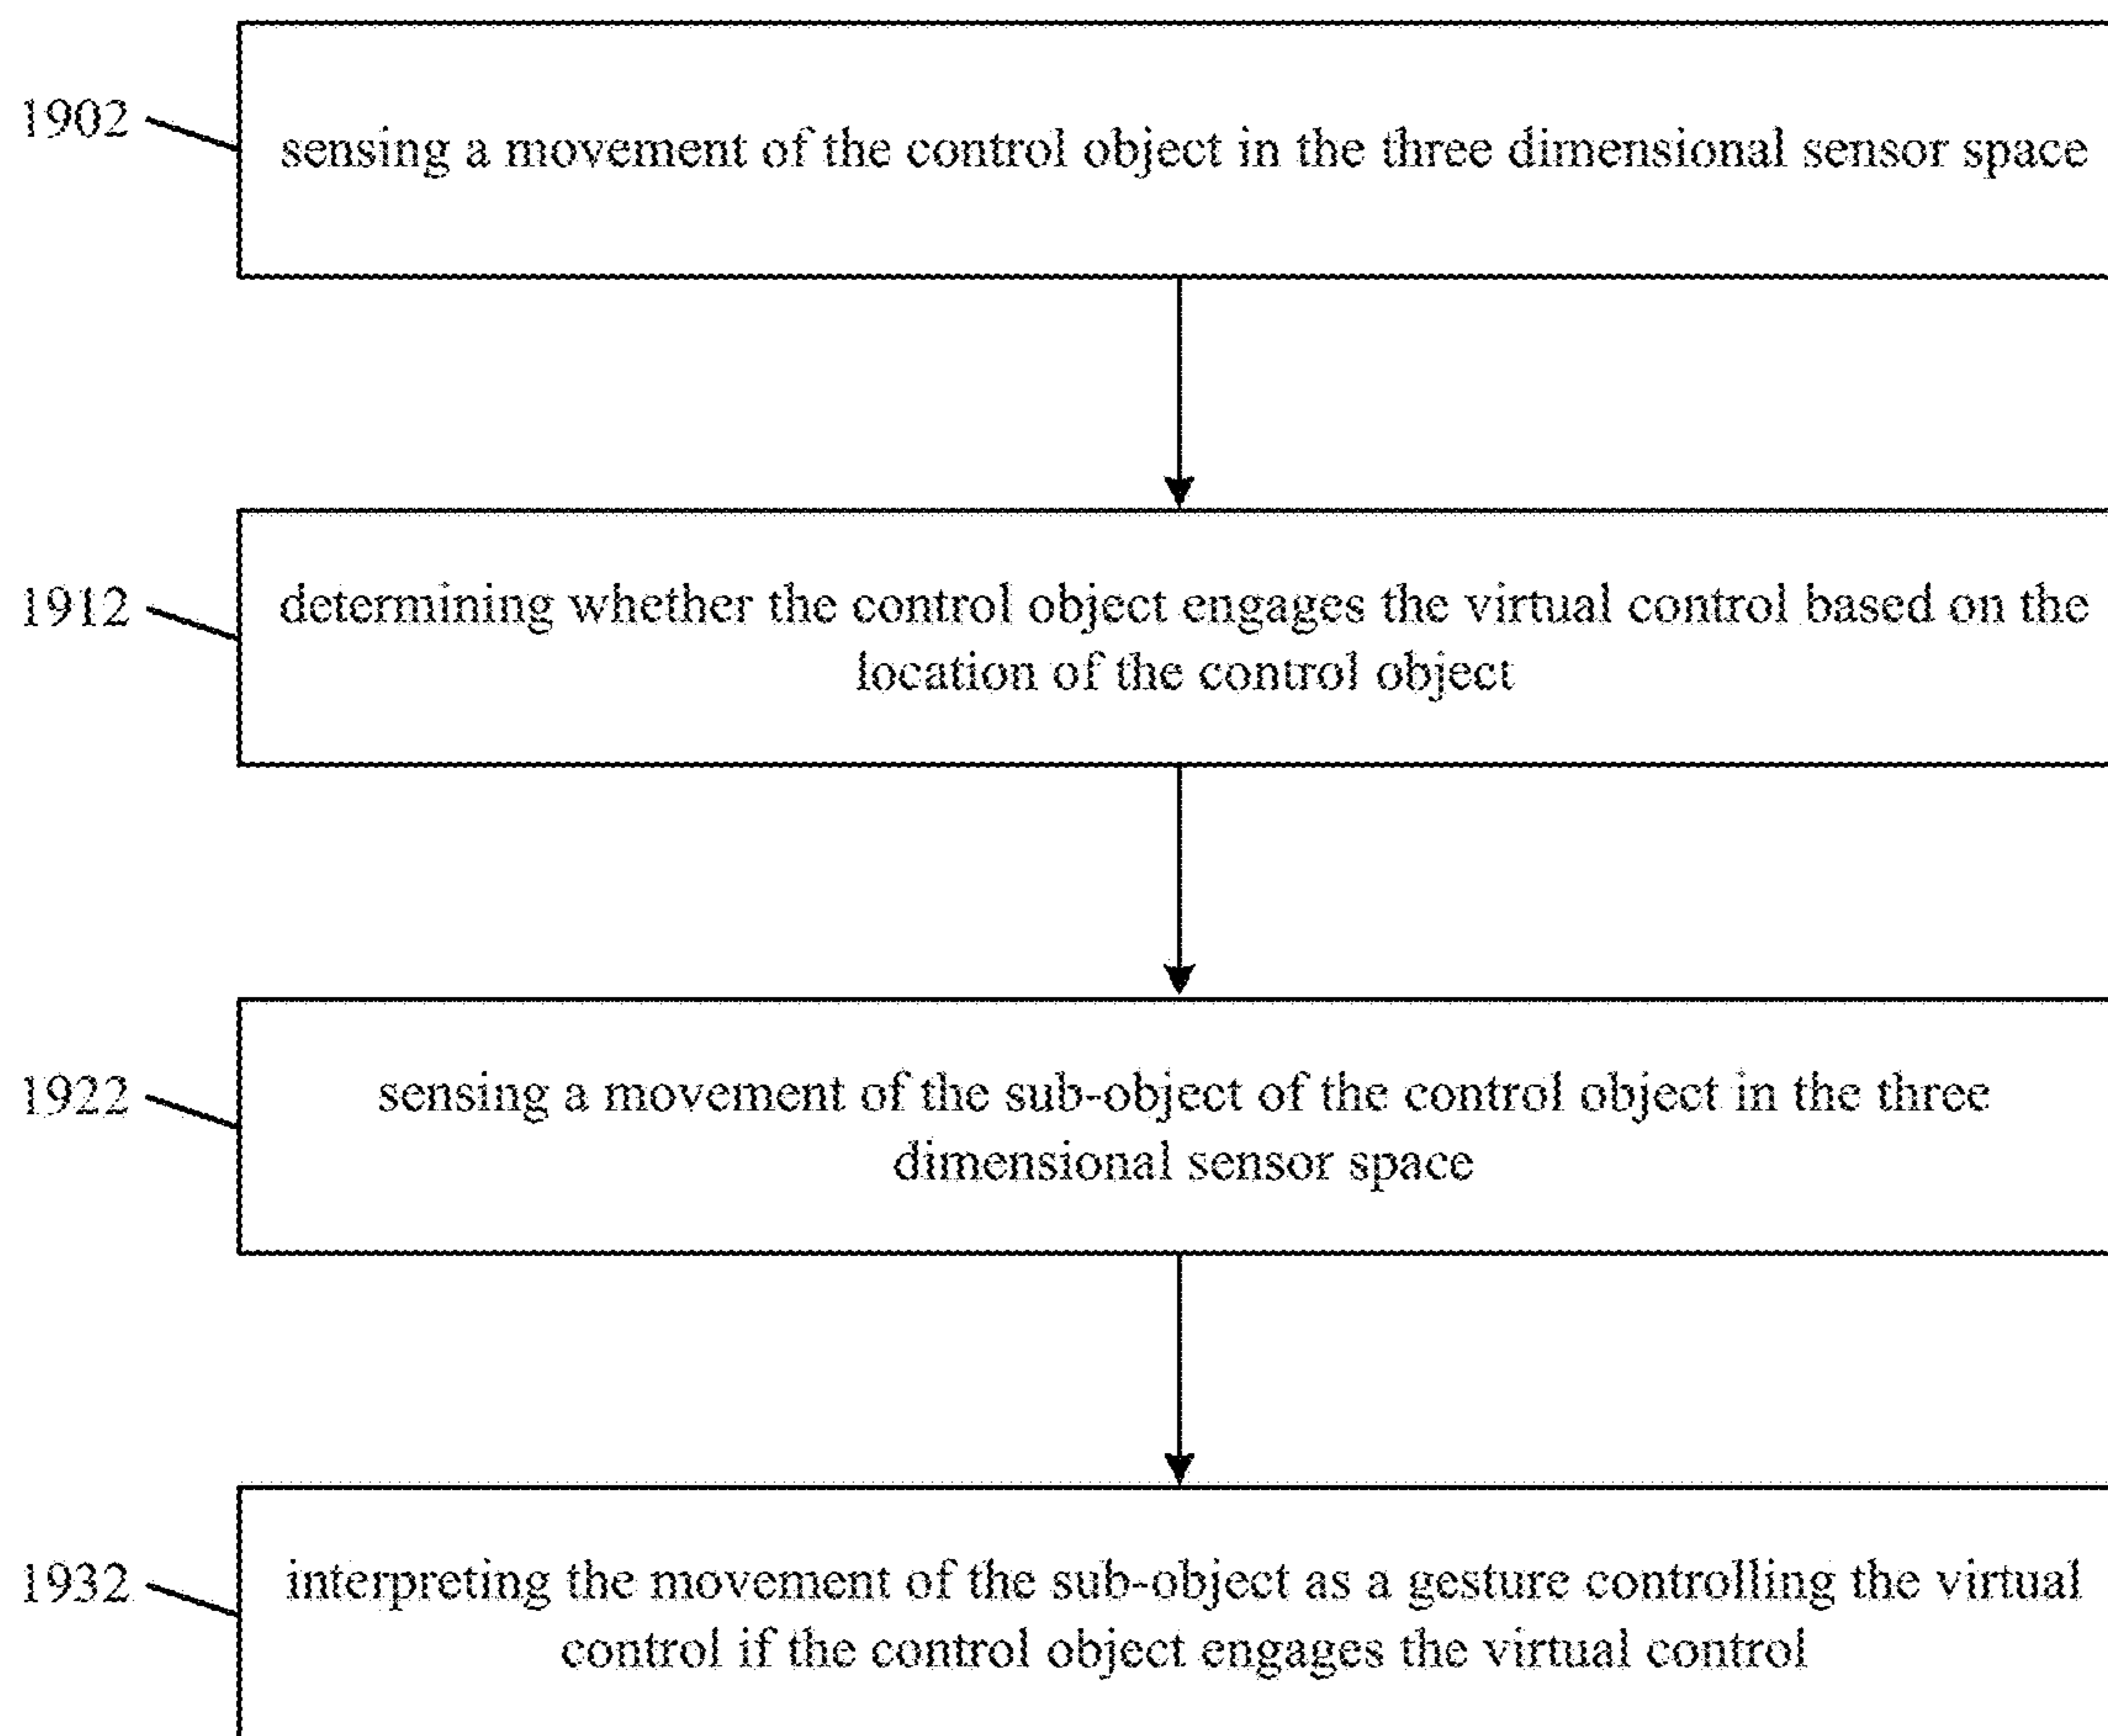 1902
sensing a movement of the control object in the three dimensional sensor space
1912
determining whether the control object engages the virtual control based on the
location of the control object
1922
sensing a movement of the sub-object of the control object in the three
dimensional sensor space
1932
interpreting the movement of the sub-object as a gesture controlling the virtual
control if the control object engages the virtual control